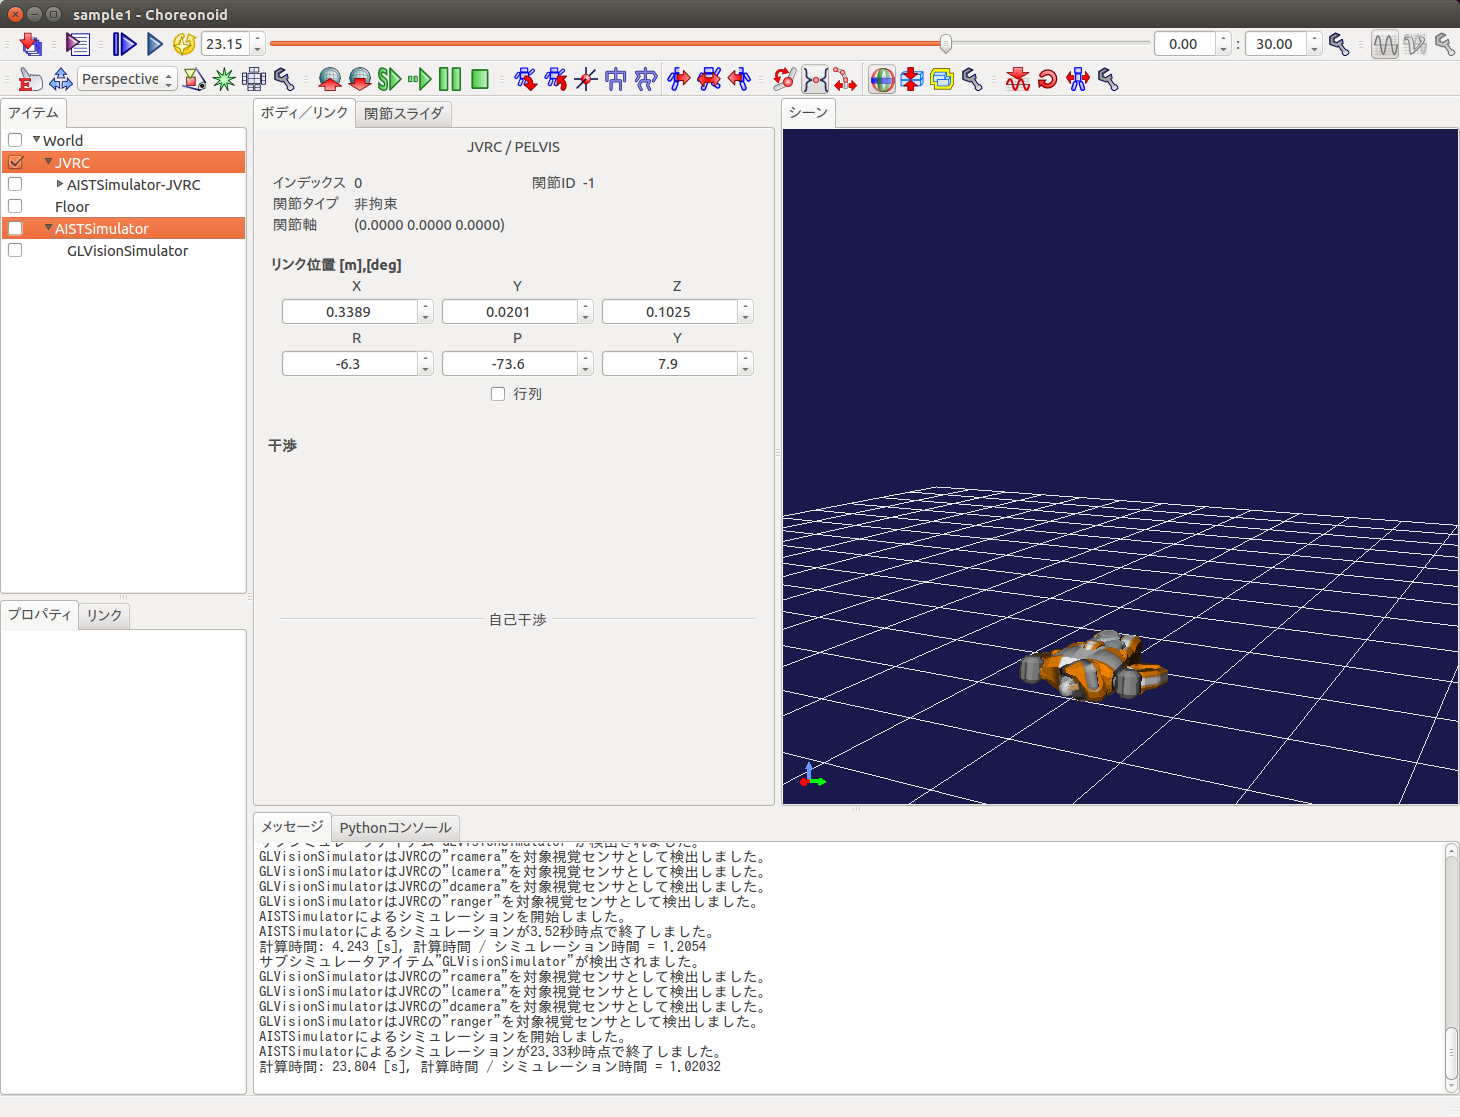 sample1 - Choreonoid
23.15
0.00 : 30.00
Perspective
アイテム
World
JVRC
AISTSimulator-JVRC
Floor
AISTSimulator
GLVisionSimulator
プロパティ リンク
ボディ／リンク 関節スライダ
JVRC / PELVIS
インデックス 0 関節ID -1
関節タイプ 非拘束
関節軸 (0.0000 0.0000 0.0000)
リンク位置 [m],[deg]
X Y Z
0.3389 0.0201 0.1025
R P Y
-6.3 -73.6 7.9
行列
干渉
自己干渉
シーン
メッセージ Pythonコンソール
サブシミュレータアイテム"GLVisionSimulator"が検出されました。
GLVisionSimulatorはJVRCの"rcamera"を対象視覚センサとして検出しました。
GLVisionSimulatorはJVRCの"lcamera"を対象視覚センサとして検出しました。
GLVisionSimulatorはJVRCの"dcamera"を対象視覚センサとして検出しました。
GLVisionSimulatorはJVRCの"ranger"を対象視覚センサとして検出しました。
AISTSimulatorによるシミュレーションを開始しました。
AISTSimulatorによるシミュレーションが3.52秒時点で終了しました。
計算時間: 4.243 [s], 計算時間 / シミュレーション時間 = 1.2054
サブシミュレータアイテム"GLVisionSimulator"が検出されました。
GLVisionSimulatorはJVRCの"rcamera"を対象視覚センサとして検出しました。
GLVisionSimulatorはJVRCの"lcamera"を対象視覚センサとして検出しました。
GLVisionSimulatorはJVRCの"dcamera"を対象視覚センサとして検出しました。
GLVisionSimulatorはJVRCの"ranger"を対象視覚センサとして検出しました。
AISTSimulatorによるシミュレーションを開始しました。
AISTSimulatorによるシミュレーションが23.33秒時点で終了しました。
計算時間: 23.804 [s], 計算時間 / シミュレーション時間 = 1.02032